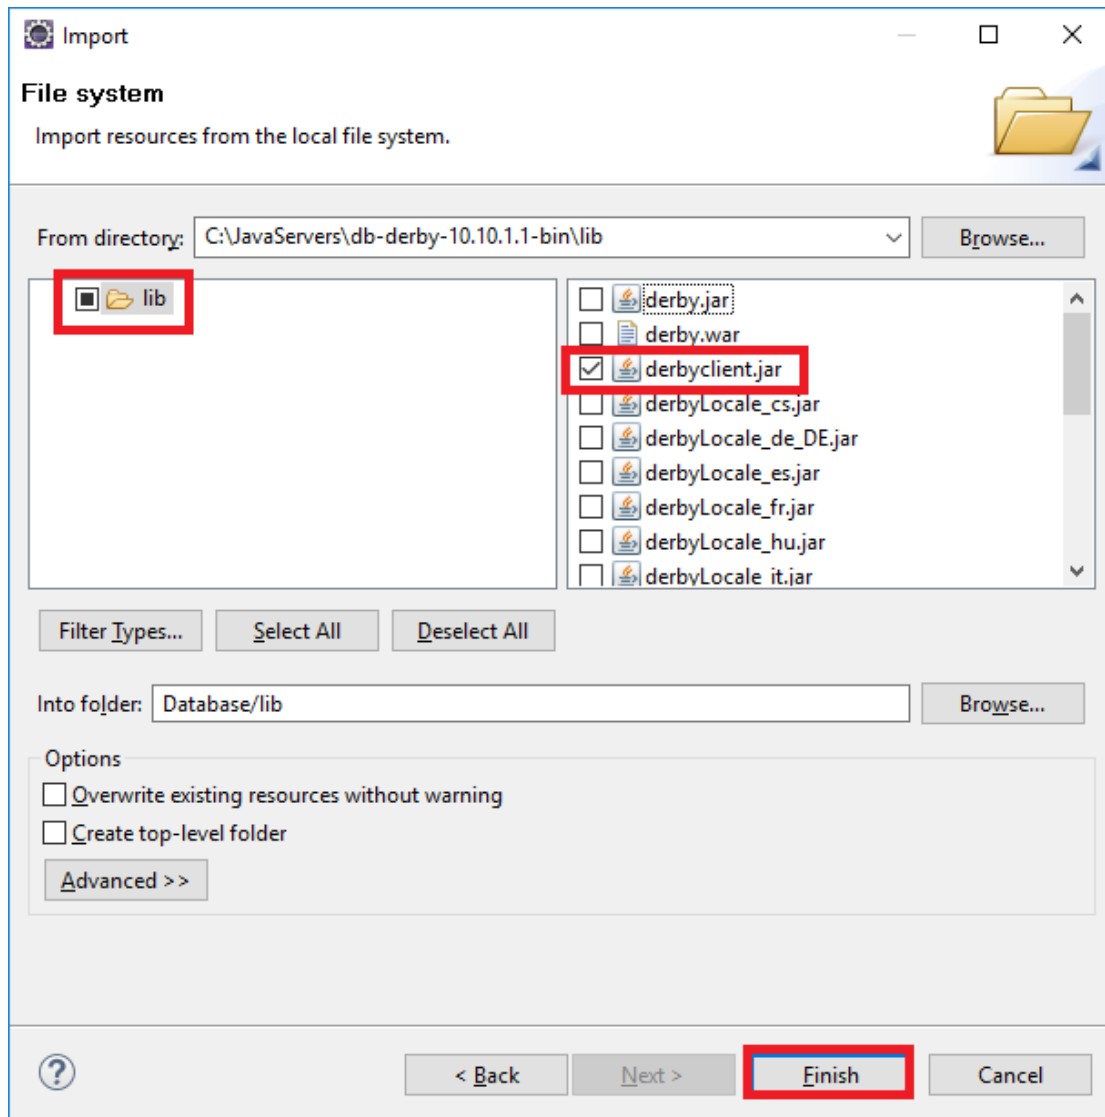 Import
File system
Import resources from the local file system.
From directory: C:\JavaServers\db-derby-10.10.1.1-bin\lib Browse...
lib
derby.jar
derby.war
derbyclient.jar
derbyLocale_cs.jar
derbyLocale_de_DE.jar
derbyLocale_es.jar
derbyLocale_fr.jar
derbyLocale_hu.jar
derbyLocale_it.jar
Filter Types... Select All Deselect All
Into folder: Database/lib Browse...
Options
Overwrite existing resources without warning
Create top-level folder
Advanced >>
? < Back Next > Finish Cancel